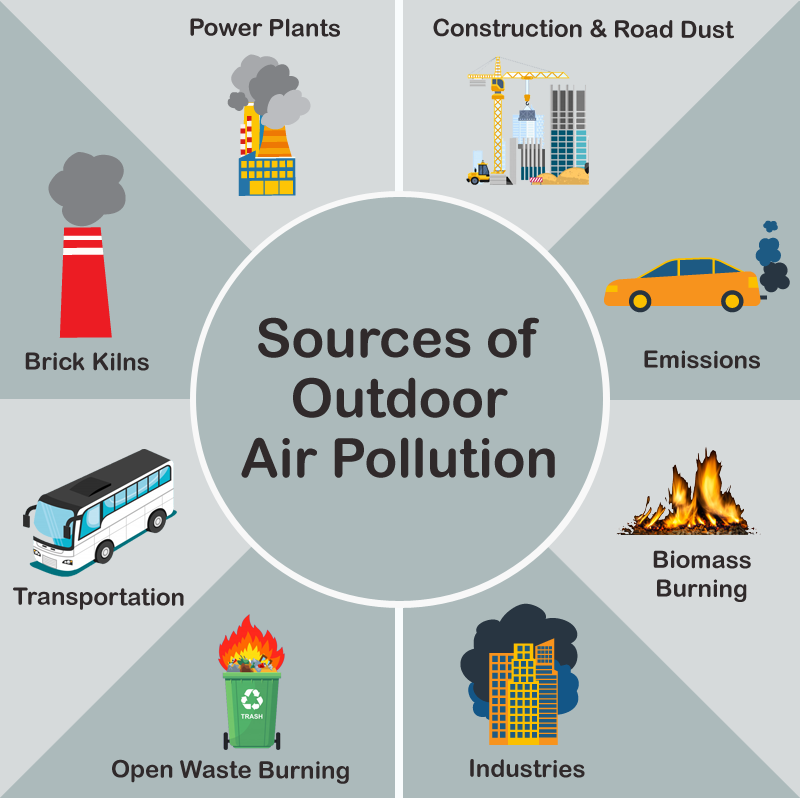 Power Plants
Construction & Road Dust
Brick Kilns
Emissions
Sources of
Outdoor
Air Pollution
Transportation
Biomass
Burning
TRASH
Open Waste Burning
Industries